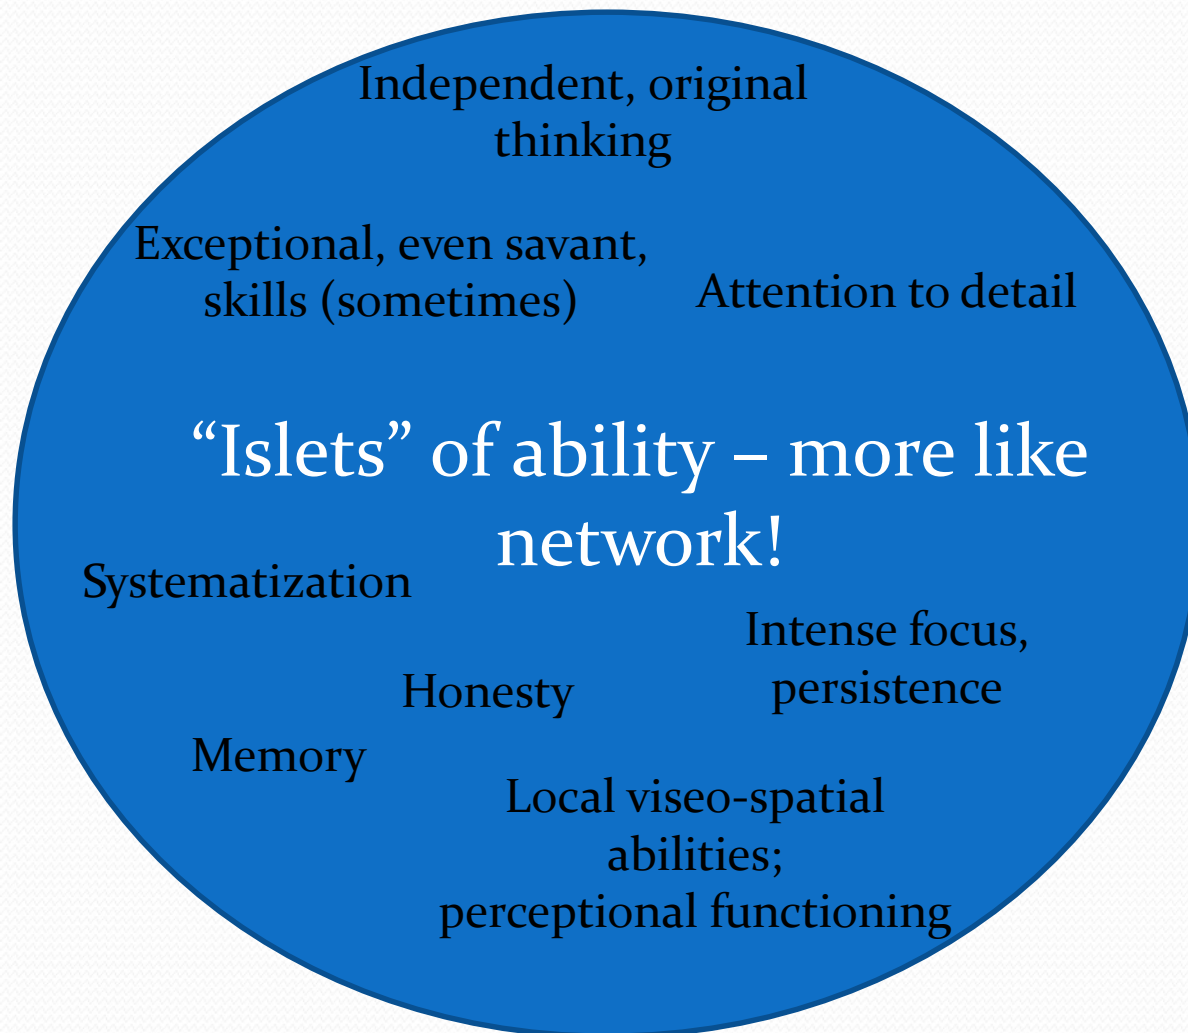 Independent, original
thinking
Exceptional, even savant,
skills (sometimes)
Attention to detail
“Islets” of ability – more like
network!
Systematization
Intense focus,
persistence
Honesty
Memory
Local viseo-spatial
abilities;
perceptional functioning